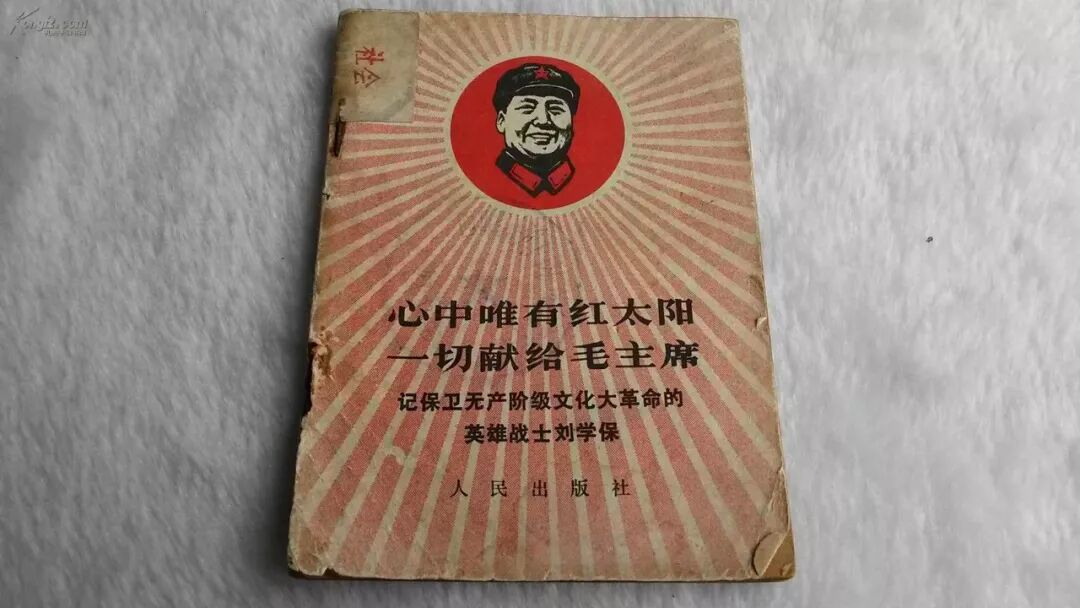 Kongfz.com
社会
心中唯有红太阳
一切献给毛主席
记保卫无产阶级文化大革命的
英雄战士刘学保
人民出版社